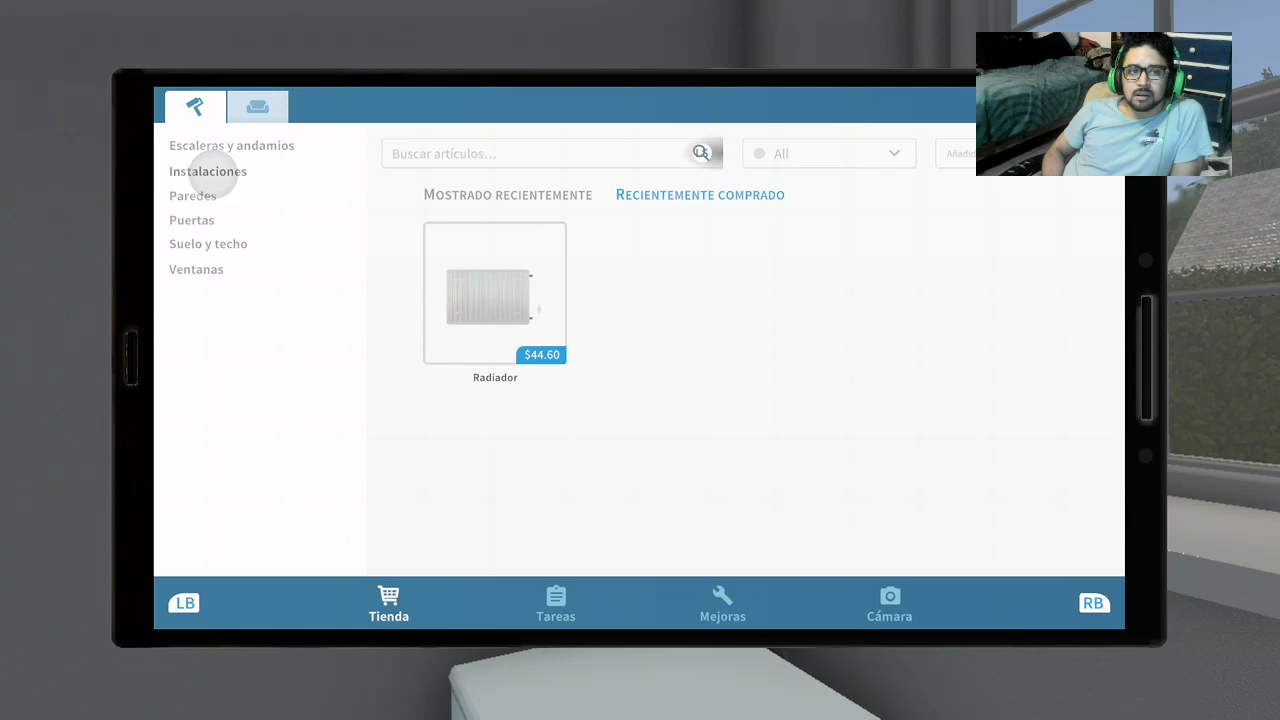 Escaleras y andamios
Instalaciones
Paredes
Puertas
Suelo y techo
Ventanas
Buscar artículos...
All
MOSTRADO RECIENTEMENTE
RECIENTEMENTE COMPRADO
$44.60
Radiador
LB
Tienda
Tareas
Mejoras
Cámara
RB